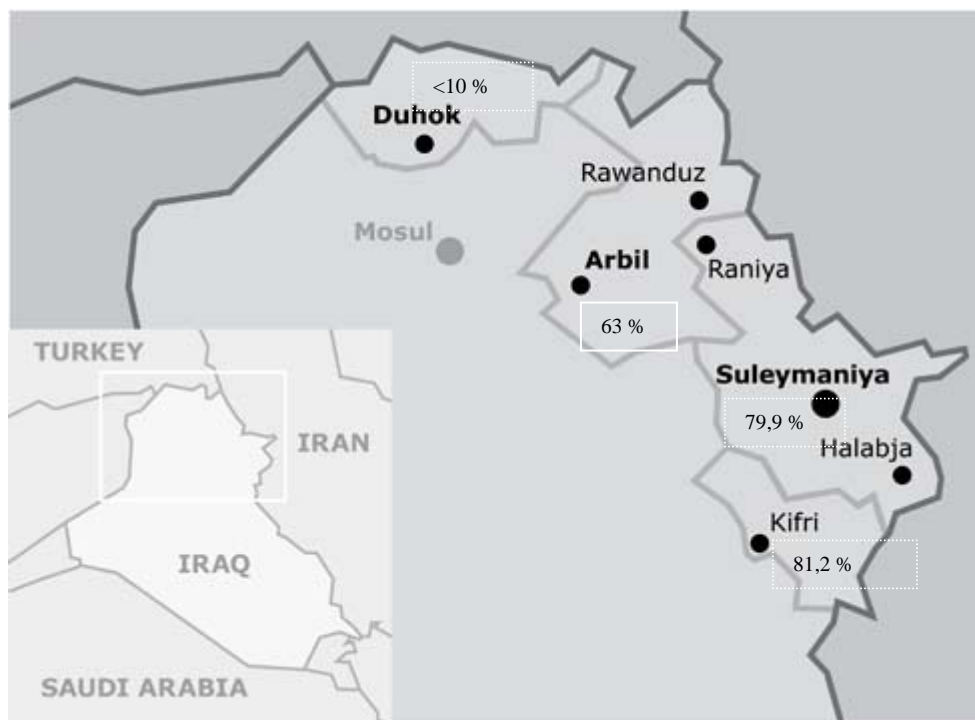 <10 %
Duhok
Rawanduz
Mosul
Arbil
Raniya
63 %
TURKEY
Suleymaniya
79,9 %
IRAN
Halabja
Kifri
81,2 %
IRAQ
SAUDI ARABIA